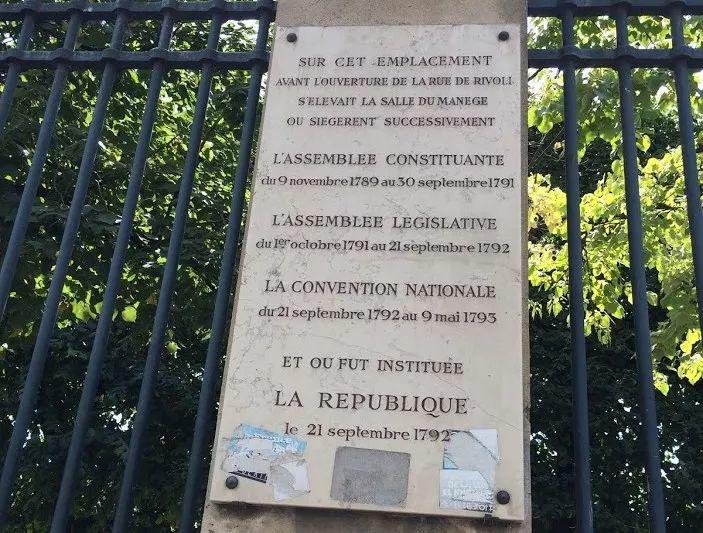 SUR CET EMPLACEMENT
AVANT L'OUVERTURE DE LA RUE DE RIVOLI
S'ELEVAIT LA SALLE DU MANEGE
OU SIEGERENT SUCCESSIVEMENT
L'ASSEMBLEE CONSTITUANTE
du 9 novembre 1789 au 30 septembre 1791
L'ASSEMBLEE LEGISLATIVE
du 1er octobre 1791 au 21 septembre 1792
LA CONVENTION NATIONALE
du 21 septembre 1792 au 9 mai 1793
ET OU FUT INSTITUEE
LA REPUBLIQUE
le 21 septembre 1792